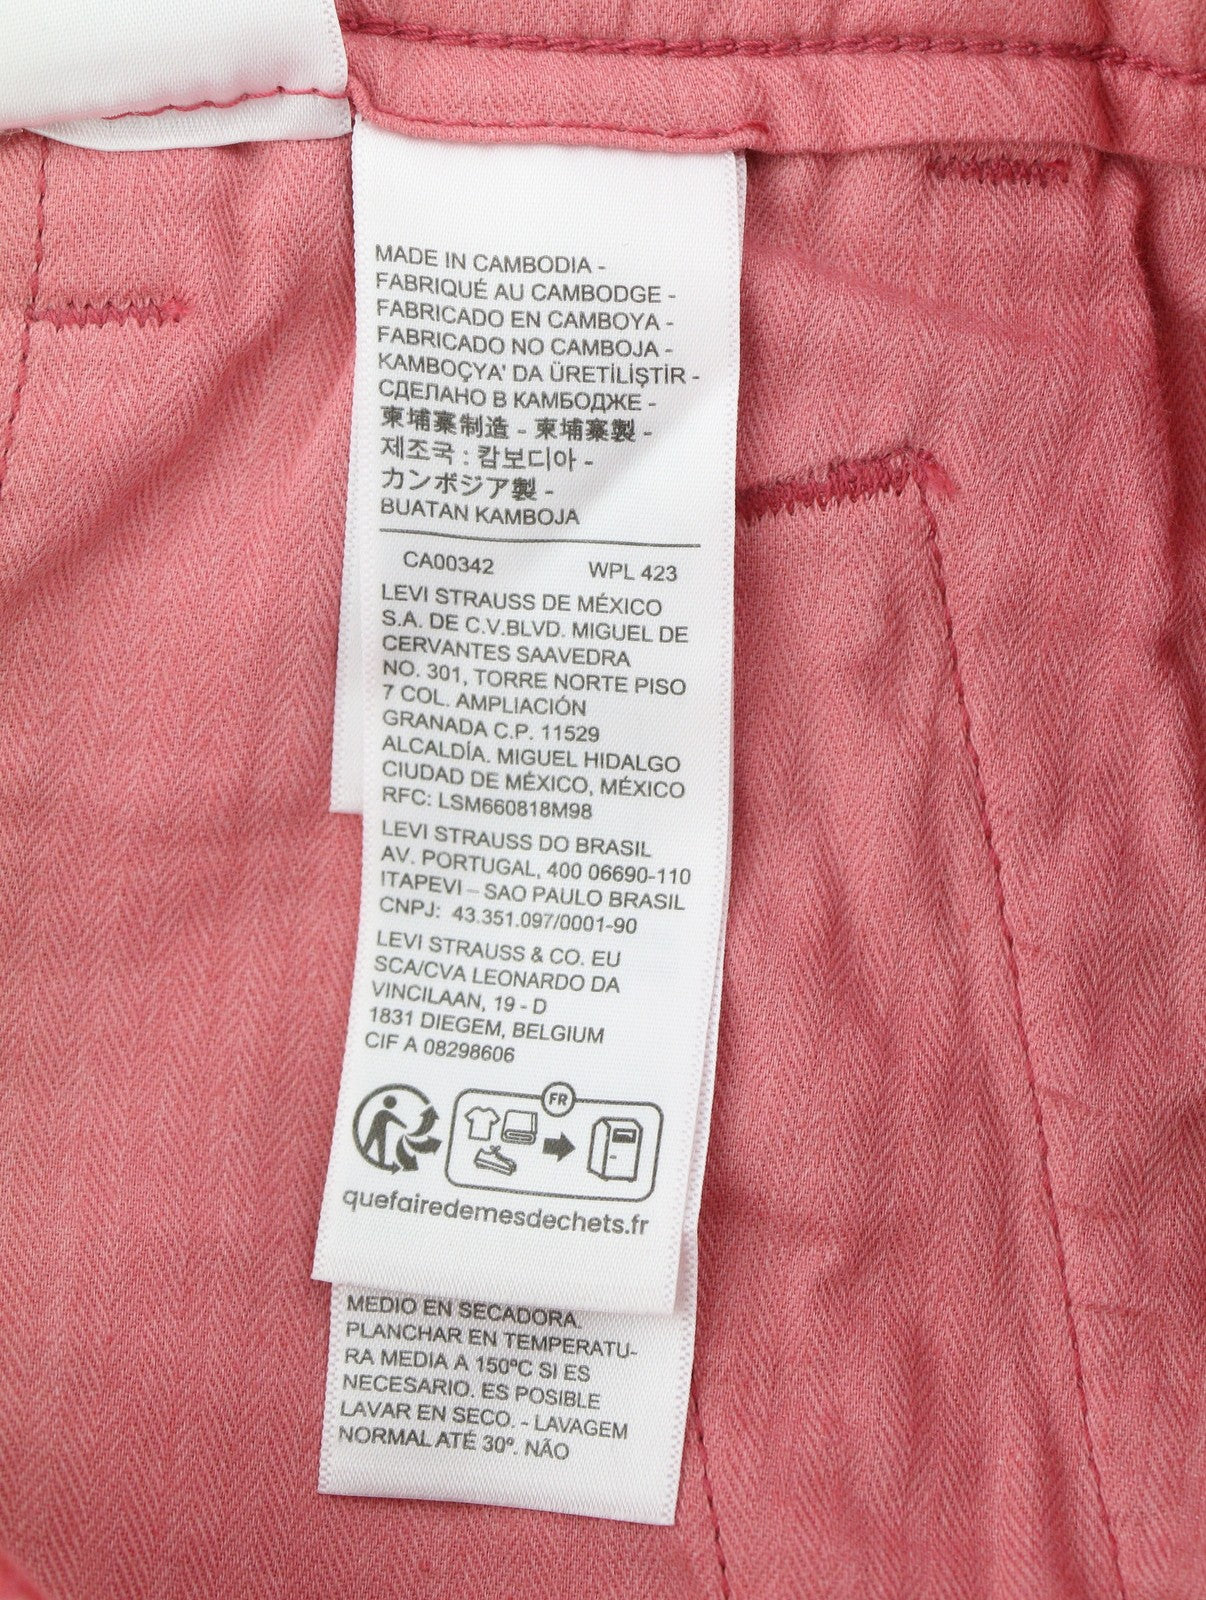 MADE IN CAMBODIA -
FABRIQUÉ AU CAMBODGE -
FABRICADO EN CAMBOYA -
FABRICADO NO CAMBOJA -
KAMBOÇYA' DA ÜRETİLİŞTİR -
СДЕЛАНО В КАМБОДЖЕ -
柬埔寨制造 - 柬埔寨製 -
제조국 : 캄보디아 -
カンボジア製 -
BUATAN KAMBOJA
CA00342 WPL 423
LEVI STRAUSS DE MÉXICO
S.A. DE C.V.BLVD. MIGUEL DE
CERVANTES SAAVEDRA
NO. 301, TORRE NORTE PISO
7 COL. AMPLIACIÓN
GRANADA C.P. 11529
ALCALDÍA. MIGUEL HIDALGO
CIUDAD DE MÉXICO, MÉXICO
RFC: LSM660818M98
LEVI STRAUSS DO BRASIL
AV. PORTUGAL, 400 06690-110
ITAPEVI – SAO PAULO BRASIL
CNPJ: 43.351.097/0001-90
LEVI STRAUSS & CO. EU
SCA/CVA LEONARDO DA
VINCILAAN, 19 - D
1831 DIEGEM, BELGIUM
CIF A 08298606
FR
quefairedemesdechets.fr
MEDIO EN SECADORA.
PLANCHAR EN TEMPERATU-
RA MEDIA A 150ºC SI ES
NECESARIO. ES POSIBLE
LAVAR EN SECO. - LAVAGEM
NORMAL ATÉ 30º. NÃO